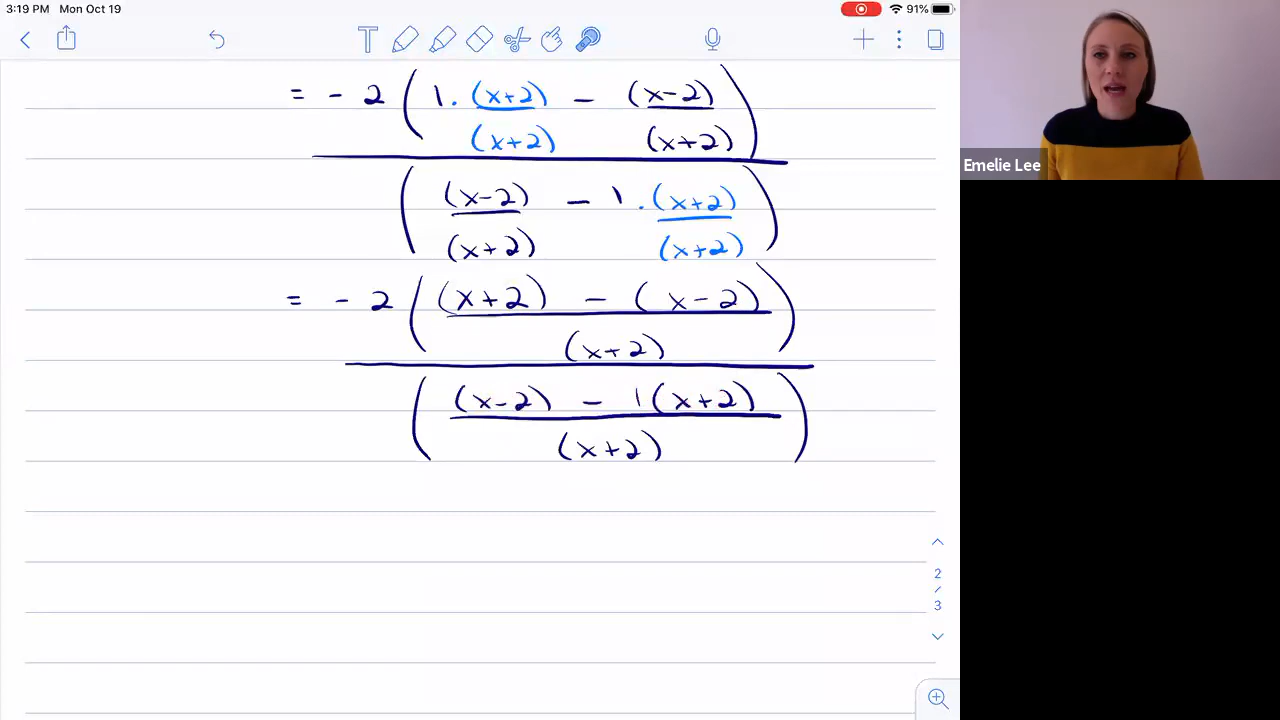 3:19 PM Mon Oct 19
91%
= - 2 ( 1 . (x+2) - (x-2) )
(x+2) (x+2)
( (x-2) - 1 . (x+2) )
(x+2) (x+2)
= - 2 ( (x+2) - (x-2) )
(x+2)
( (x-2) - 1 (x+2) )
(x+2)
Emelie Lee
2
/
3